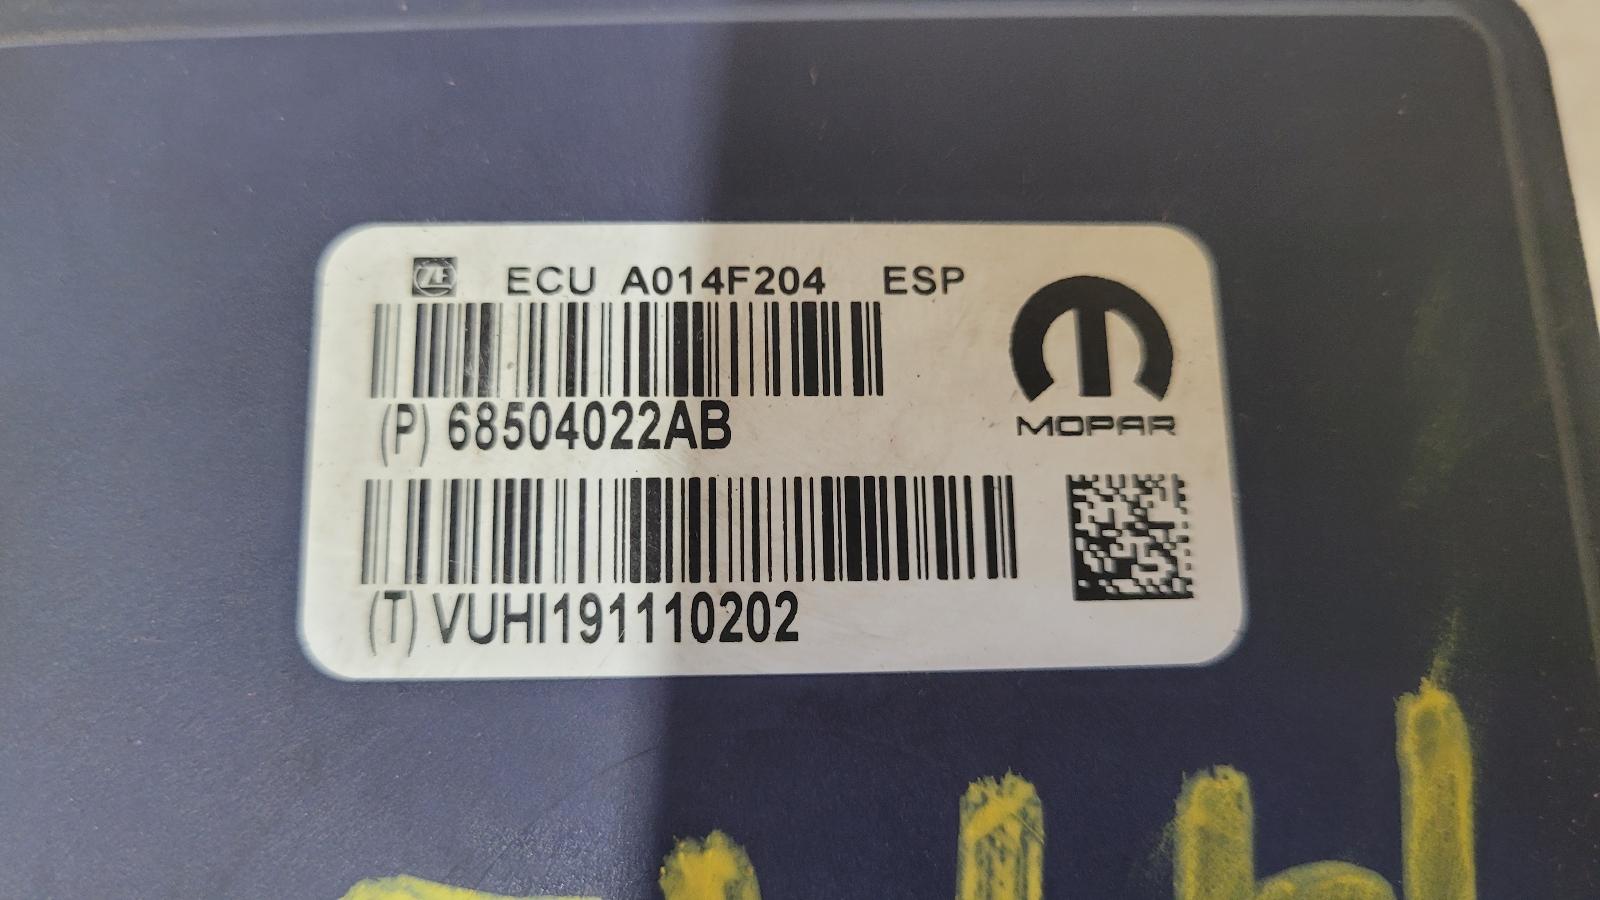 ZF ECU A014F204 ESP
(P) 68504022AB
MOPAR
(T) VUHI191110202